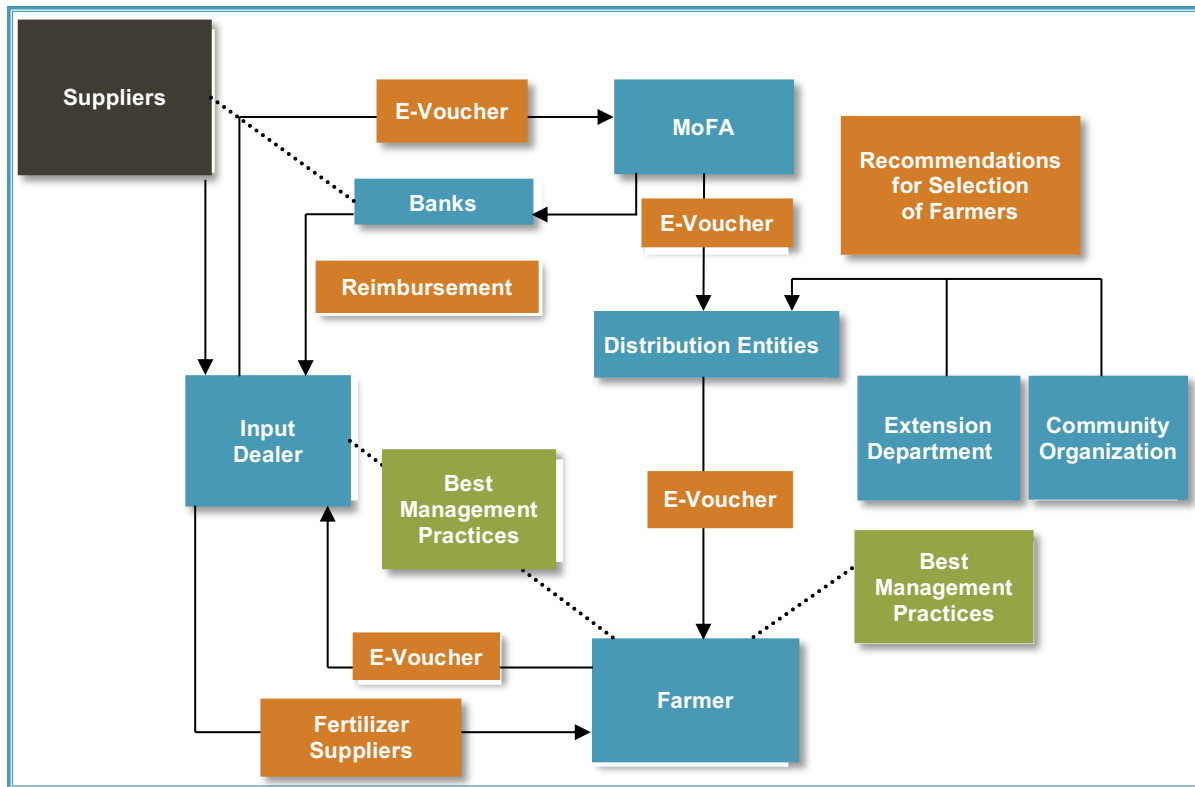 Suppliers
E-Voucher
MoFA
Recommendations
for Selection
of Farmers
Banks
E-Voucher
Reimbursement
Distribution Entities
Input
Dealer
Extension
Department
Community
Organization
Best
Management
Practices
E-Voucher
Best
Management
Practices
E-Voucher
Farmer
Fertilizer
Suppliers